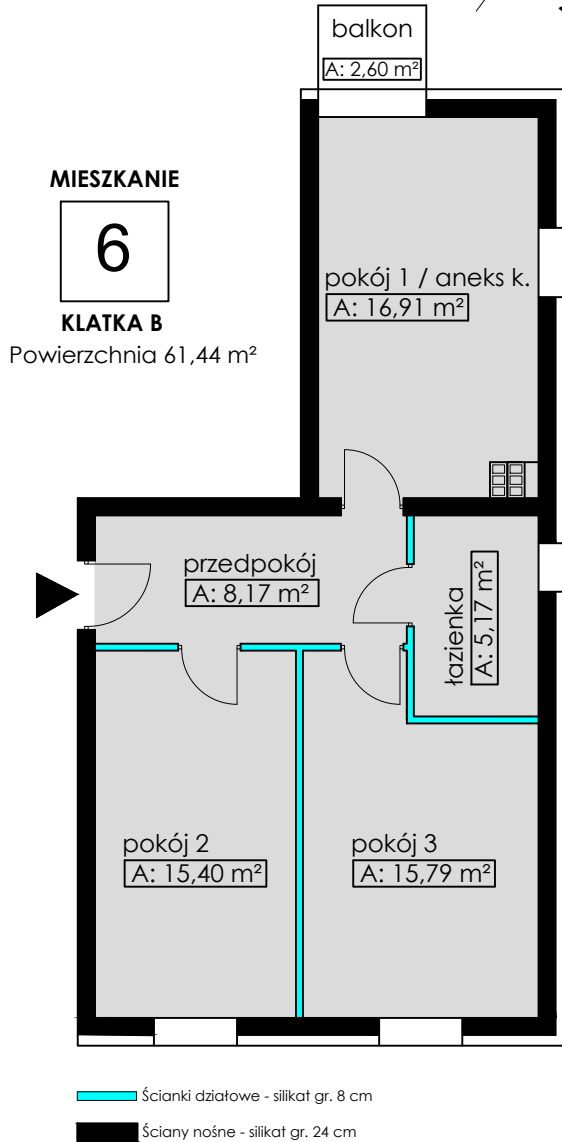 balkon
A: 2,60 m²
MIESZKANIE
6
KLATKA B
Powierzchnia 61,44 m²
pokój 1 / aneks k.
A: 16,91 m²
przedpokój
A: 8,17 m²
łazienka
A: 5,17 m²
pokój 2
A: 15,40 m²
pokój 3
A: 15,79 m²
Ścianki działowe - silikat gr. 8 cm
Ściany nośne - silikat gr. 24 cm